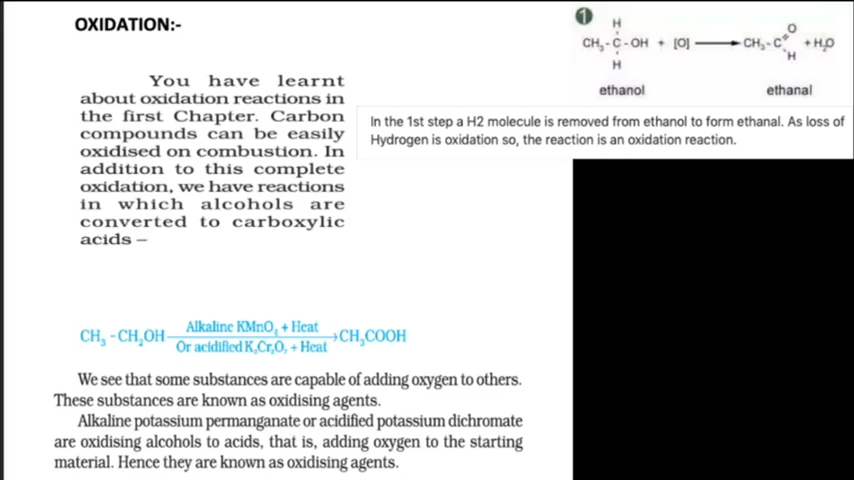 OXIDATION:-
You have learnt
about oxidation reactions in
the first Chapter. Carbon
compounds can be easily
oxidised on combustion. In
addition to this complete
oxidation, we have reactions
in which alcohols are
converted to carboxylic
acids –
1
H
CH₃ - C - OH + [O] ⟶ CH₃ - C
O
H
+ H₂O
H
ethanol ethanal
In the 1st step a H2 molecule is removed from ethanol to form ethanal. As loss of
Hydrogen is oxidation so, the reaction is an oxidation reaction.
Alkaline KMnO₄ + Heat
CH₃ - CH₂OH ⟶ CH₃COOH
Or acidified K₂Cr₂O₇ + Heat
We see that some substances are capable of adding oxygen to others.
These substances are known as oxidising agents.
Alkaline potassium permanganate or acidified potassium dichromate
are oxidising alcohols to acids, that is, adding oxygen to the starting
material. Hence they are known as oxidising agents.